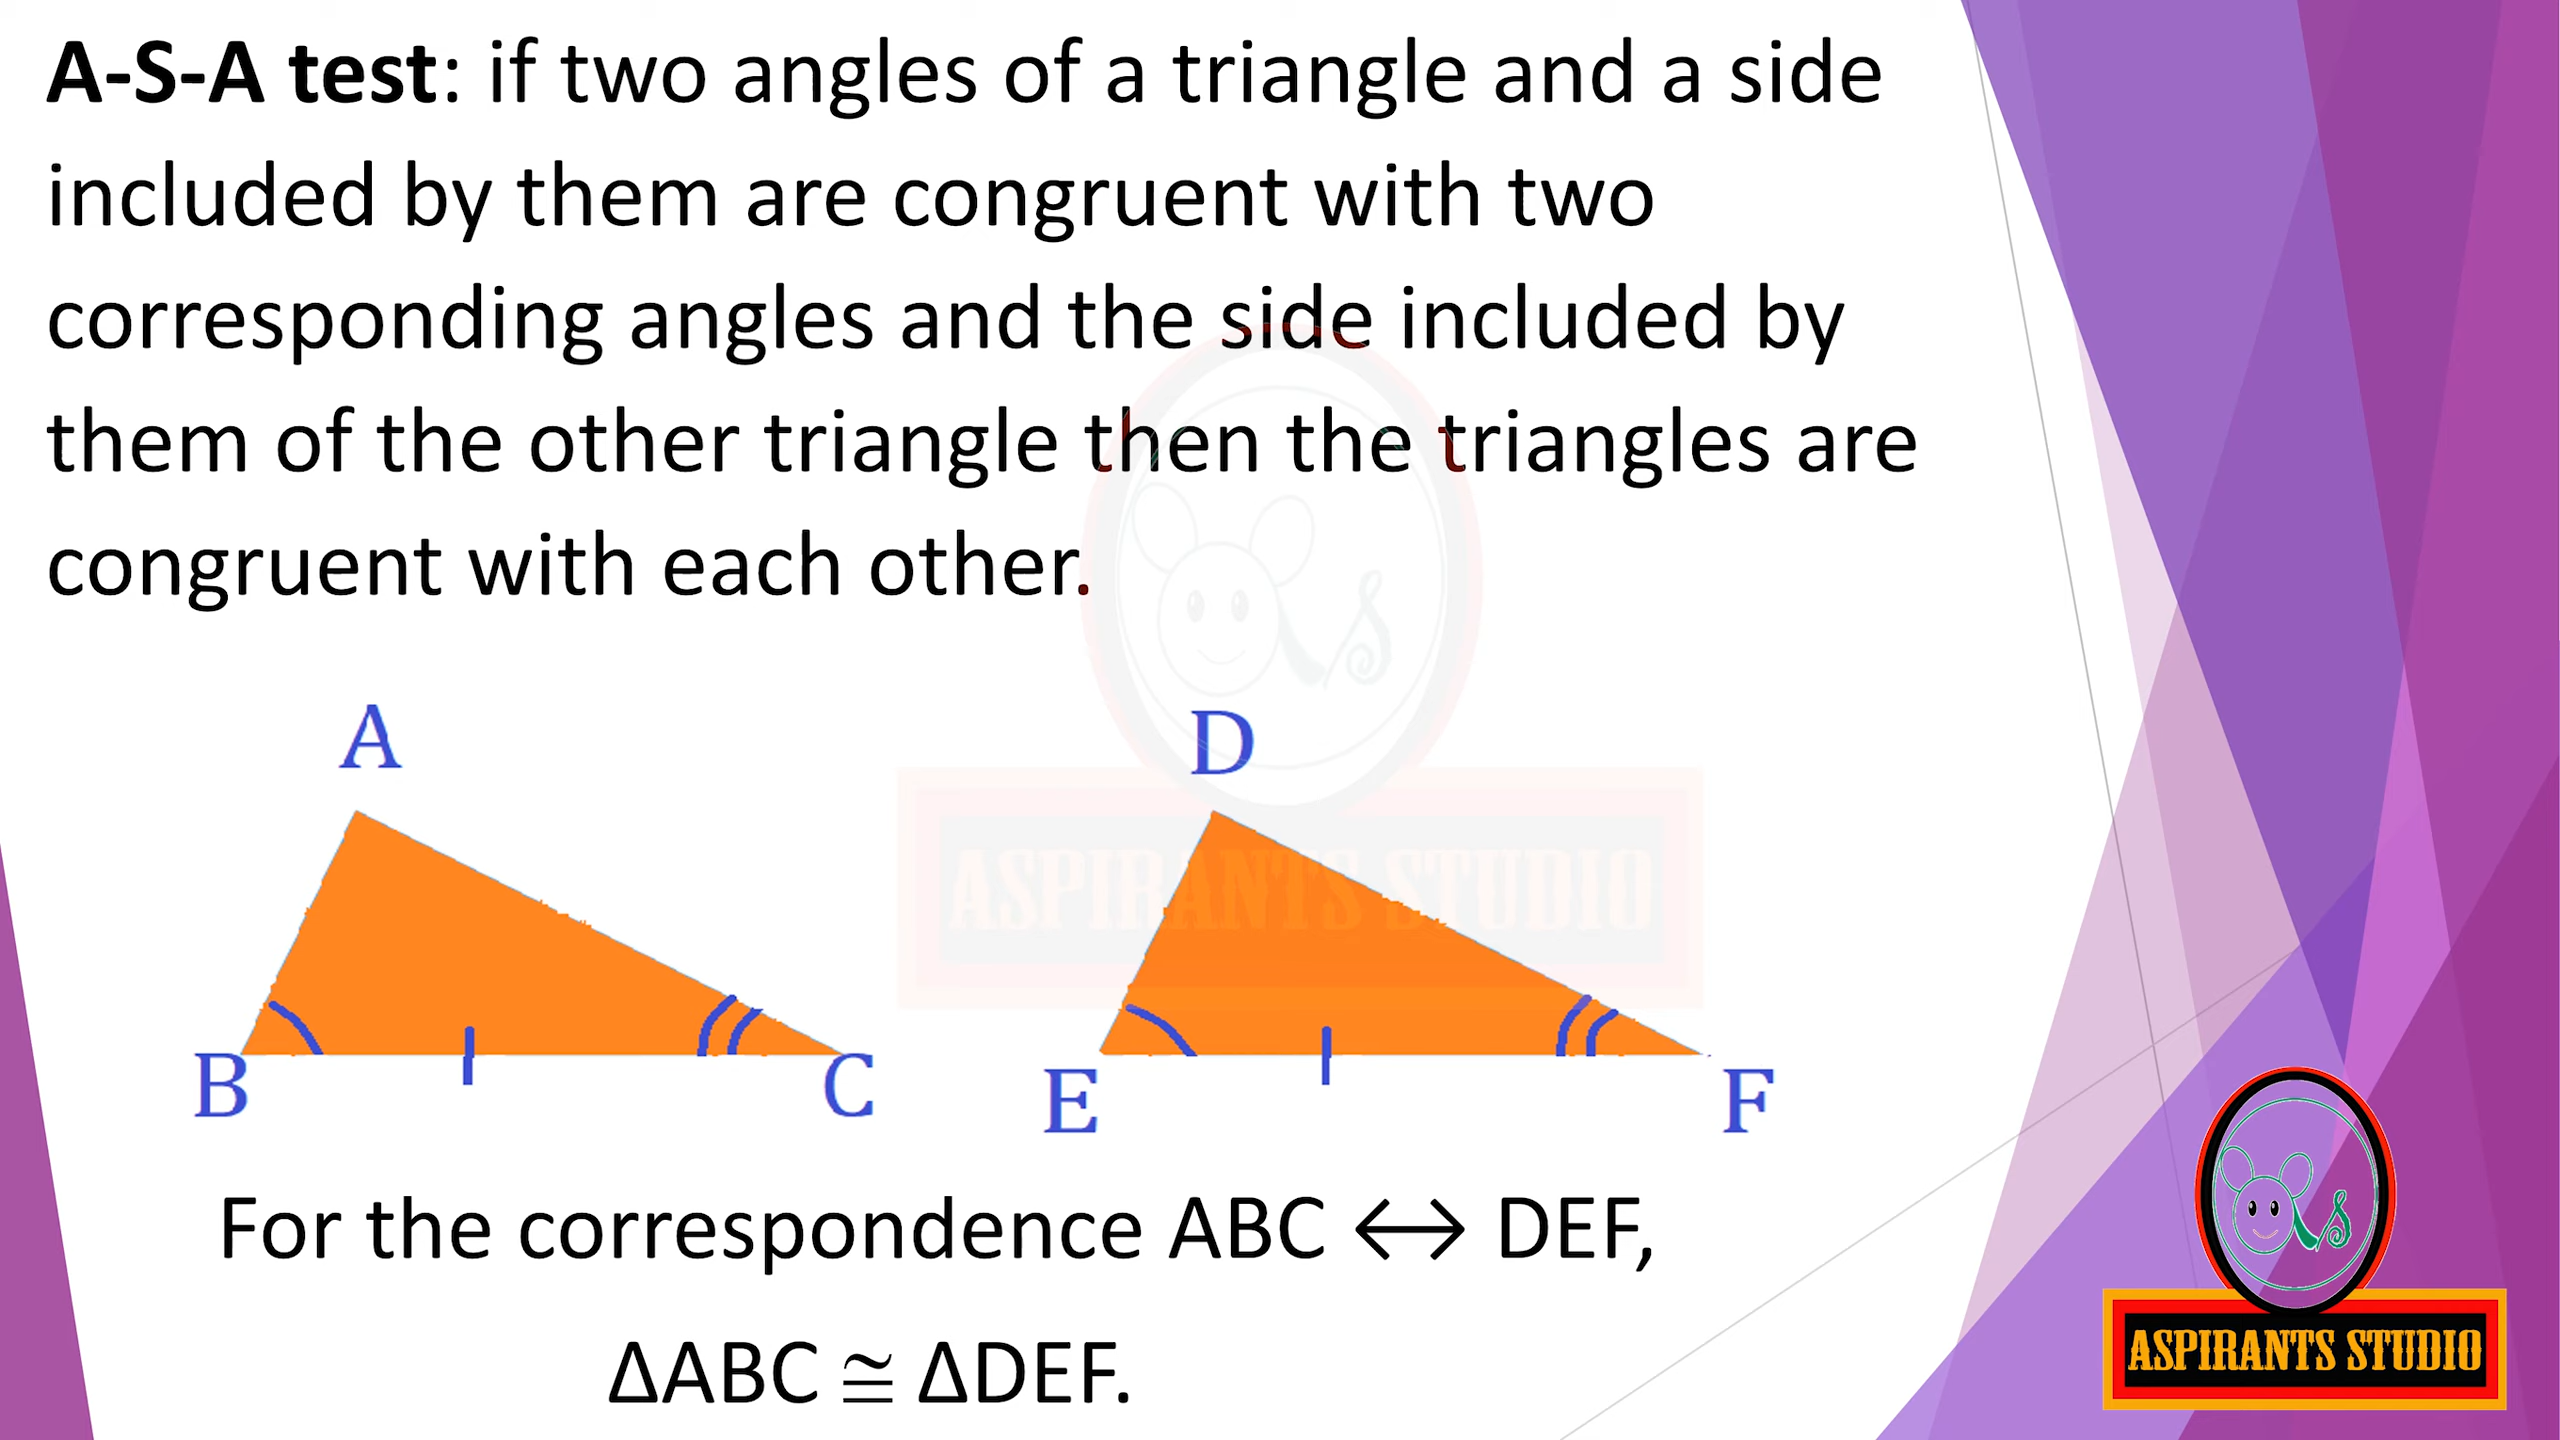 A-S-A test: if two angles of a triangle and a side
included by them are congruent with two
corresponding angles and the side included by
them of the other triangle then the triangles are
congruent with each other.
A
D
ASPIRANTS STUDIO
B
C
E
F
For the correspondence ABC ↔ DEF,
ΔABC ≅ ΔDEF.
ASPIRANTS STUDIO